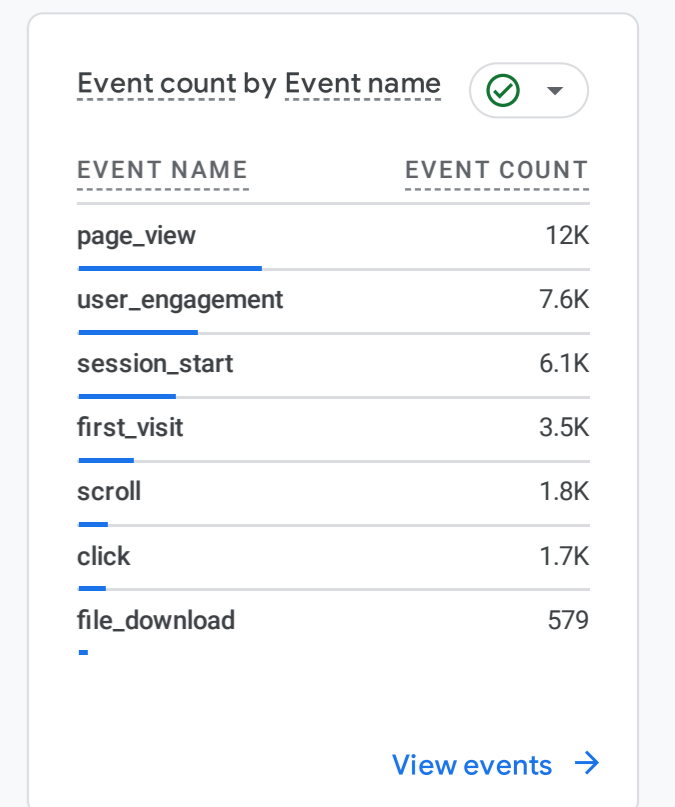 Event count by Event name
EVENT NAME EVENT COUNT
page_view 12K
user_engagement 7.6K
session_start 6.1K
first_visit 3.5K
scroll 1.8K
click 1.7K
file_download 579
View events